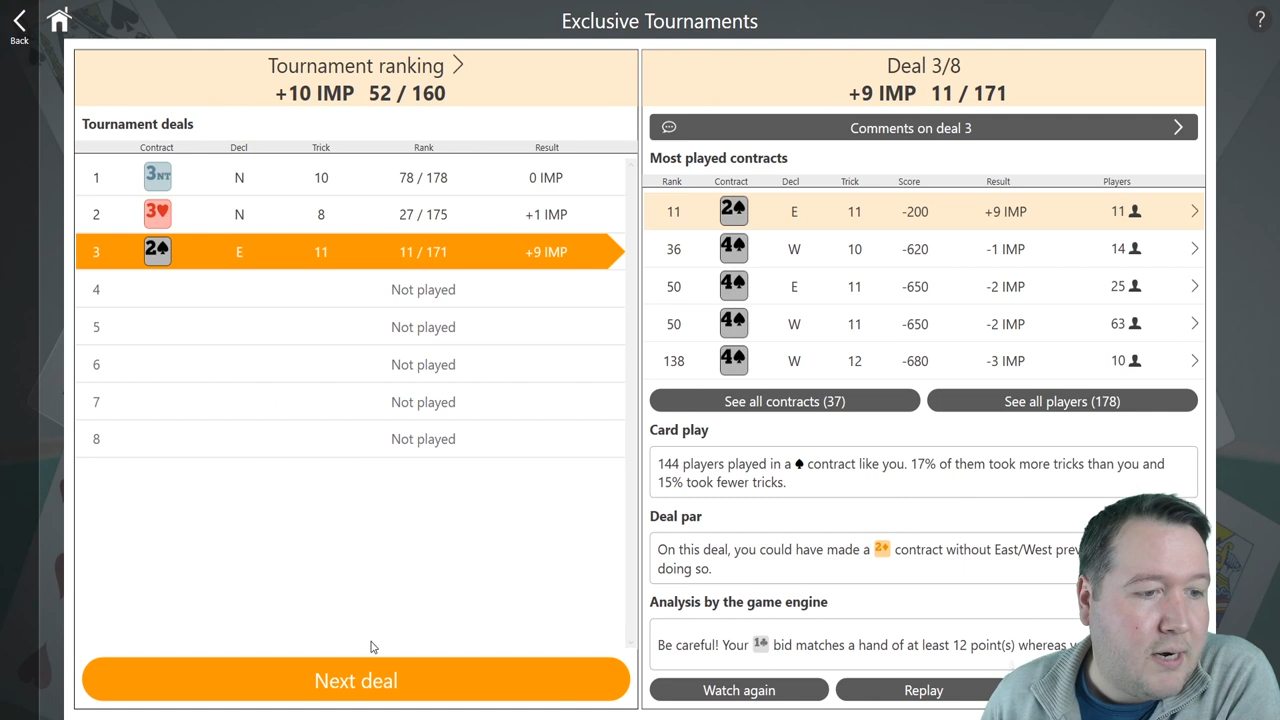 Exclusive Tournaments
?
Back
Tournament ranking
+10 IMP 52 / 160
Tournament deals
Contract Decl Trick Rank Result
1 3NT N 10 78 / 178 0 IMP
2 3♥ N 8 27 / 175 +1 IMP
3 2♠ E 11 11 / 171 +9 IMP
4 Not played
5 Not played
6 Not played
7 Not played
8 Not played
Next deal
Deal 3/8
+9 IMP 11 / 171
Comments on deal 3
Most played contracts
Rank Contract Decl Trick Score Result Players
11 2♠ E 11 -200 +9 IMP 11
36 4♠ W 10 -620 -1 IMP 14
50 4♠ E 11 -650 -2 IMP 25
50 4♠ W 11 -650 -2 IMP 63
138 4♠ W 12 -680 -3 IMP 10
See all contracts (37) See all players (178)
Card play
144 players played in a ♠ contract like you. 17% of them took more tricks than you and
15% took fewer tricks.
Deal par
On this deal, you could have made a 2♦ contract without East/West
doing so.
Analysis by the game engine
Be careful! Your 1♣ bid matches a hand of at least 12 point(s) whereas
Watch again Replay